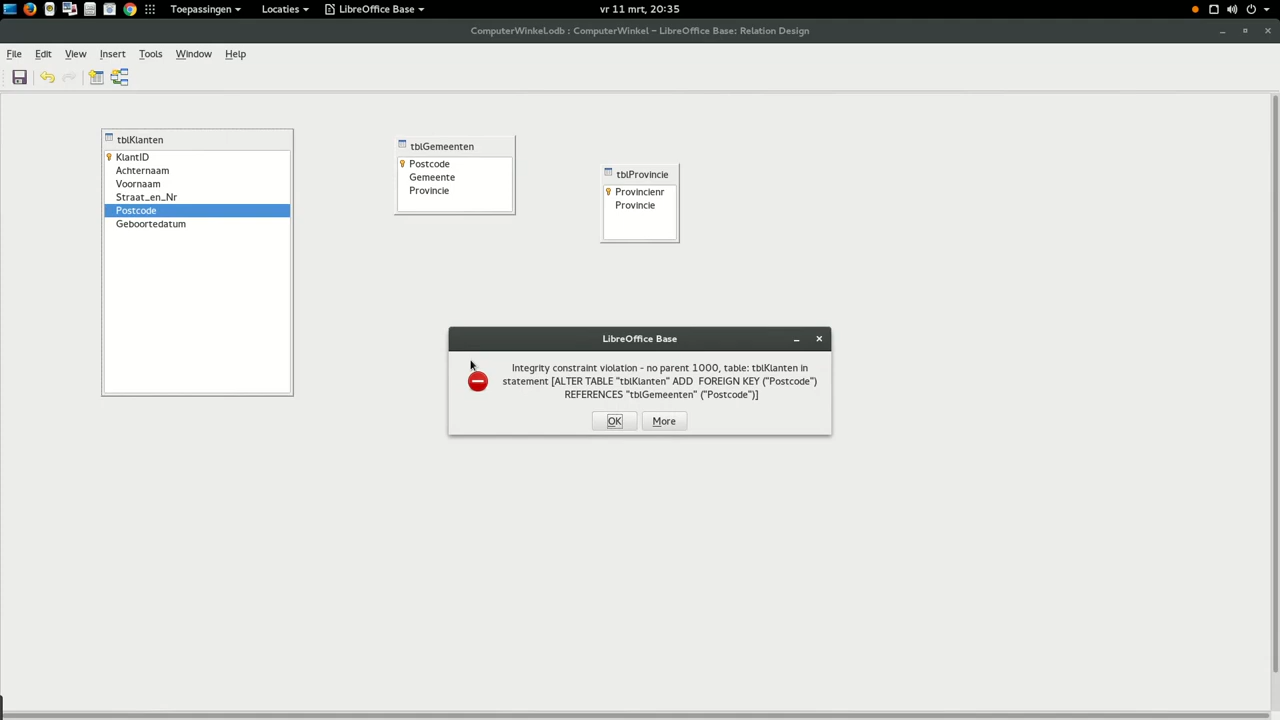 Toepassingen
Locaties
LibreOffice Base
vr 11 mrt, 20:35
ComputerWinkel.odb : ComputerWinkel – LibreOffice Base: Relation Design
File Edit View Insert Tools Window Help
tblKlanten
KlantID
Achternaam
Voornaam
Straat_en_Nr
Postcode
Geboortedatum
tblGemeenten
Postcode
Gemeente
Provincie
tblProvincie
Provincienr
Provincie
LibreOffice Base
Integrity constraint violation - no parent 1000, table: tblKlanten in
statement [ALTER TABLE "tblKlanten" ADD  FOREIGN KEY ("Postcode")
REFERENCES "tblGemeenten" ("Postcode")]
OK
More